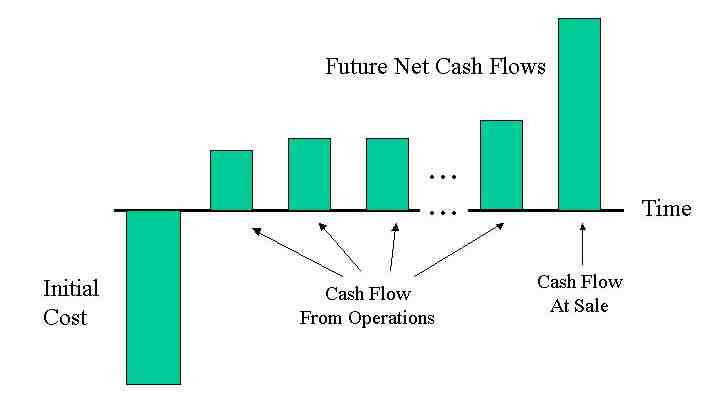 Future Net Cash Flows
...
...
Time
Initial
Cost
Cash Flow
From Operations
Cash Flow
At Sale